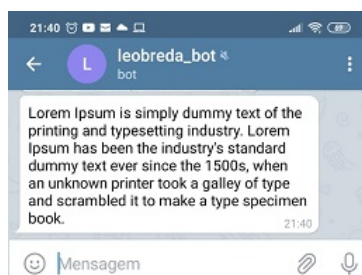 21:40
leobreda_bot
L
bot
Lorem Ipsum is simply dummy text of the
printing and typesetting industry. Lorem
Ipsum has been the industry's standard
dummy text ever since the 1500s, when
an unknown printer took a galley of type
and scrambled it to make a type specimen
book.
21:40
Mensagem